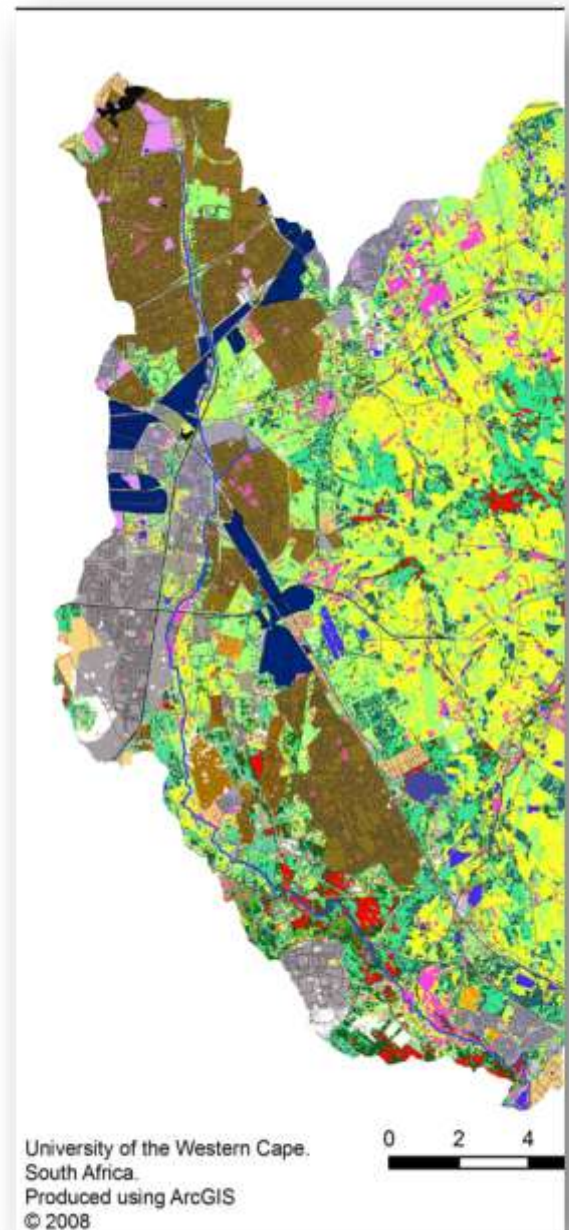 University of the Western Cape.
South Africa.
Produced using ArcGIS
© 2008
0 2 4